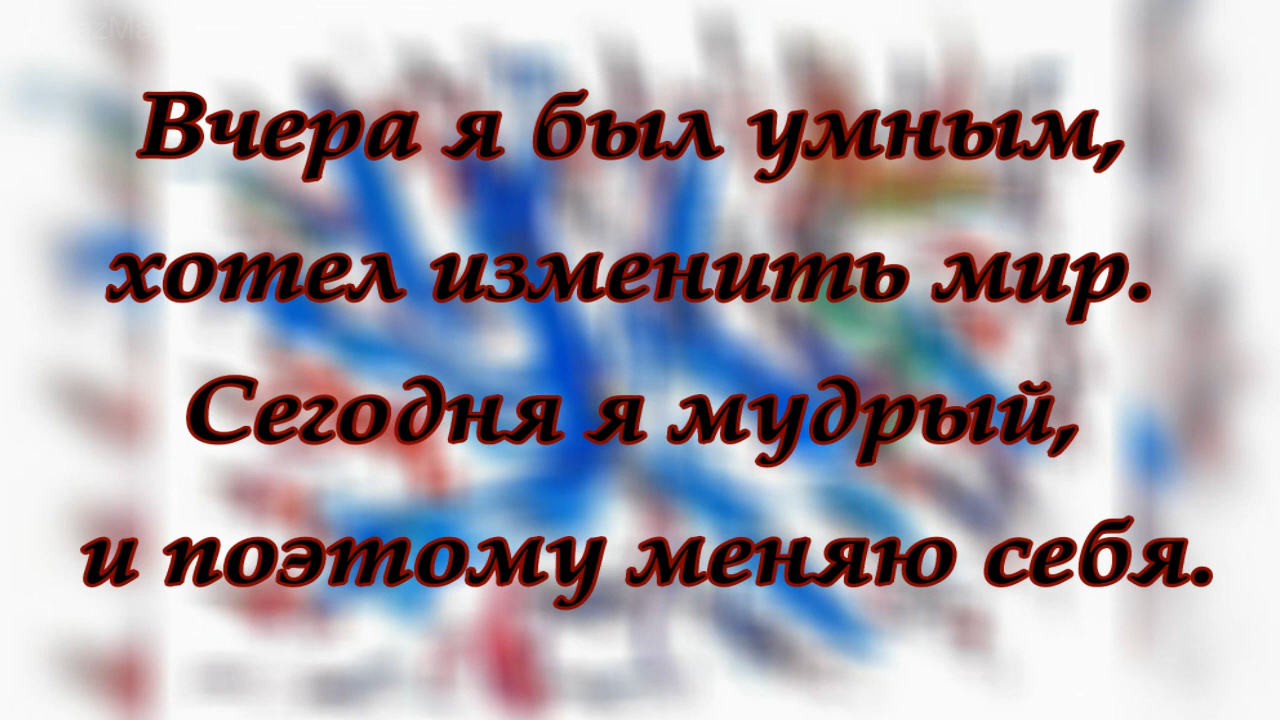 Вчера я был умным,
хотел изменить мир.
Сегодня я мудрый,
и поэтому меняю себя.